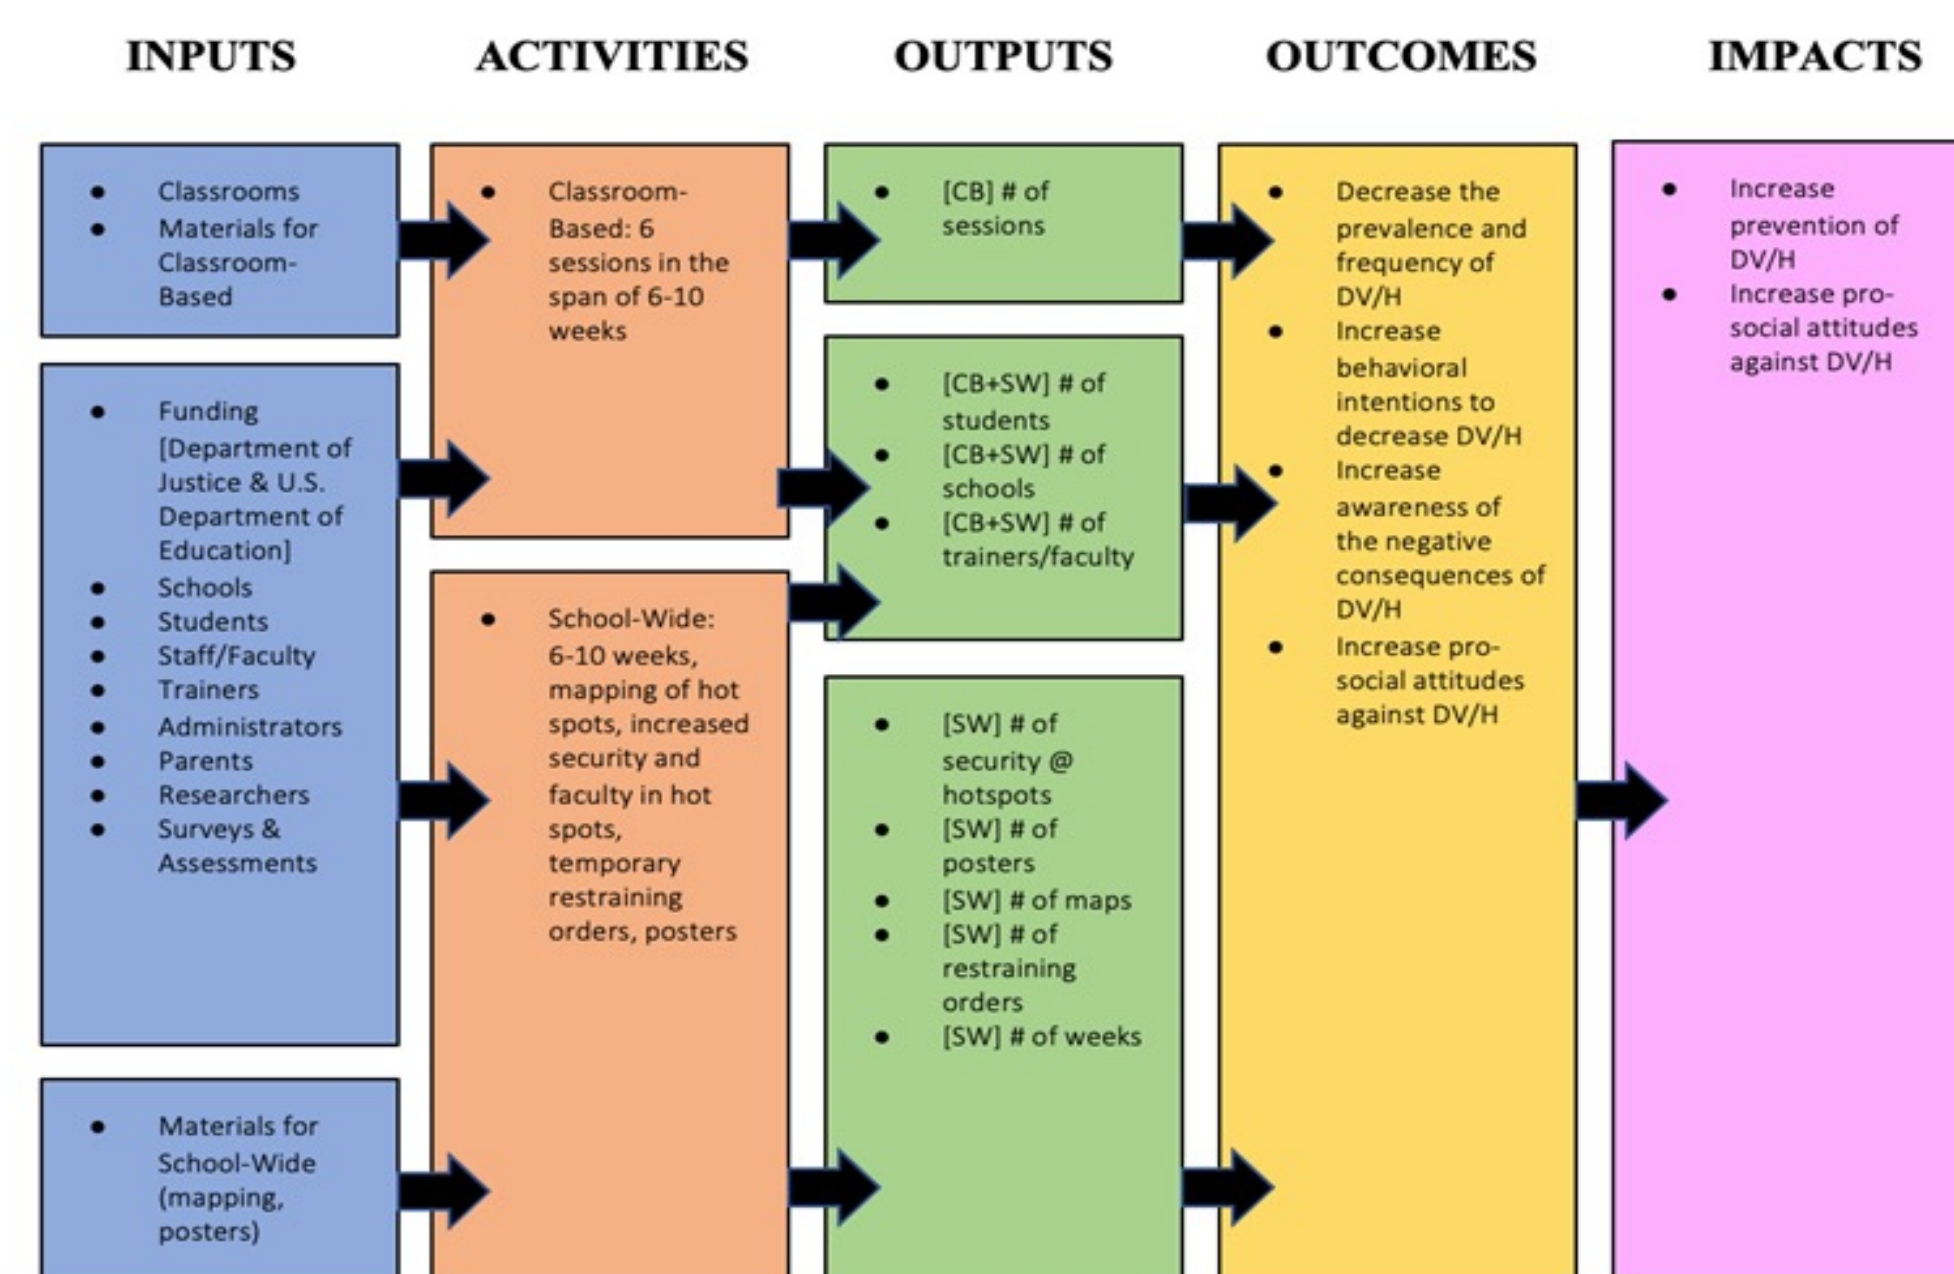 INPUTS
ACTIVITIES
OUTPUTS
OUTCOMES
IMPACTS
• Classrooms
• Materials for
Classroom-
Based
• Funding
[Department of
Justice & U.S.
Department of
Education]
• Schools
• Students
• Staff/Faculty
• Trainers
• Administrators
• Parents
• Researchers
• Surveys &
Assessments
• Materials for
School-Wide
(mapping,
posters)
• Classroom-
Based: 6
sessions in the
span of 6-10
weeks
• School-Wide:
6-10 weeks,
mapping of hot
spots, increased
security and
faculty in hot
spots,
temporary
restraining
orders, posters
• [CB] # of
sessions
• [CB+SW] # of
students
• [CB+SW] # of
schools
• [CB+SW] # of
trainers/faculty
• [SW] # of
security @
hotspots
• [SW] # of
posters
• [SW] # of maps
• [SW] # of
restraining
orders
• [SW] # of weeks
• Decrease the
prevalence and
frequency of
DV/H
• Increase
behavioral
intentions to
decrease DV/H
• Increase
awareness of
the negative
consequences of
DV/H
• Increase pro-
social attitudes
against DV/H
• Increase
prevention of
DV/H
• Increase pro-
social attitudes
against DV/H